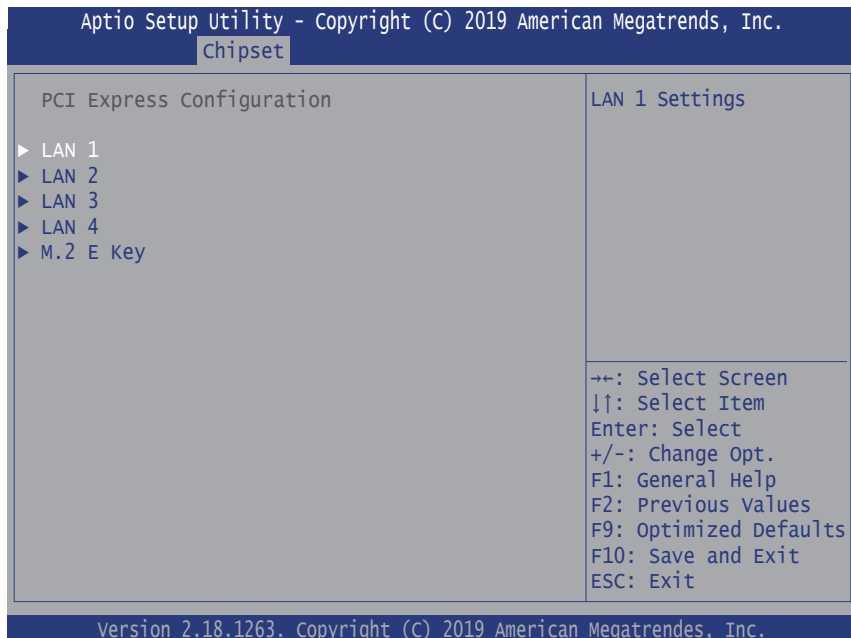 Aptio Setup Utility - Copyright (C) 2019 American Megatrends, Inc.
Chipset
PCI Express Configuration
▶ LAN 1
▶ LAN 2
▶ LAN 3
▶ LAN 4
▶ M.2 E Key
LAN 1 Settings
→←: Select Screen
↓↑: Select Item
Enter: Select
+/-: Change Opt.
F1: General Help
F2: Previous Values
F9: Optimized Defaults
F10: Save and Exit
ESC: Exit
Version 2.18.1263. Copyright (C) 2019 American Megatrendes, Inc.